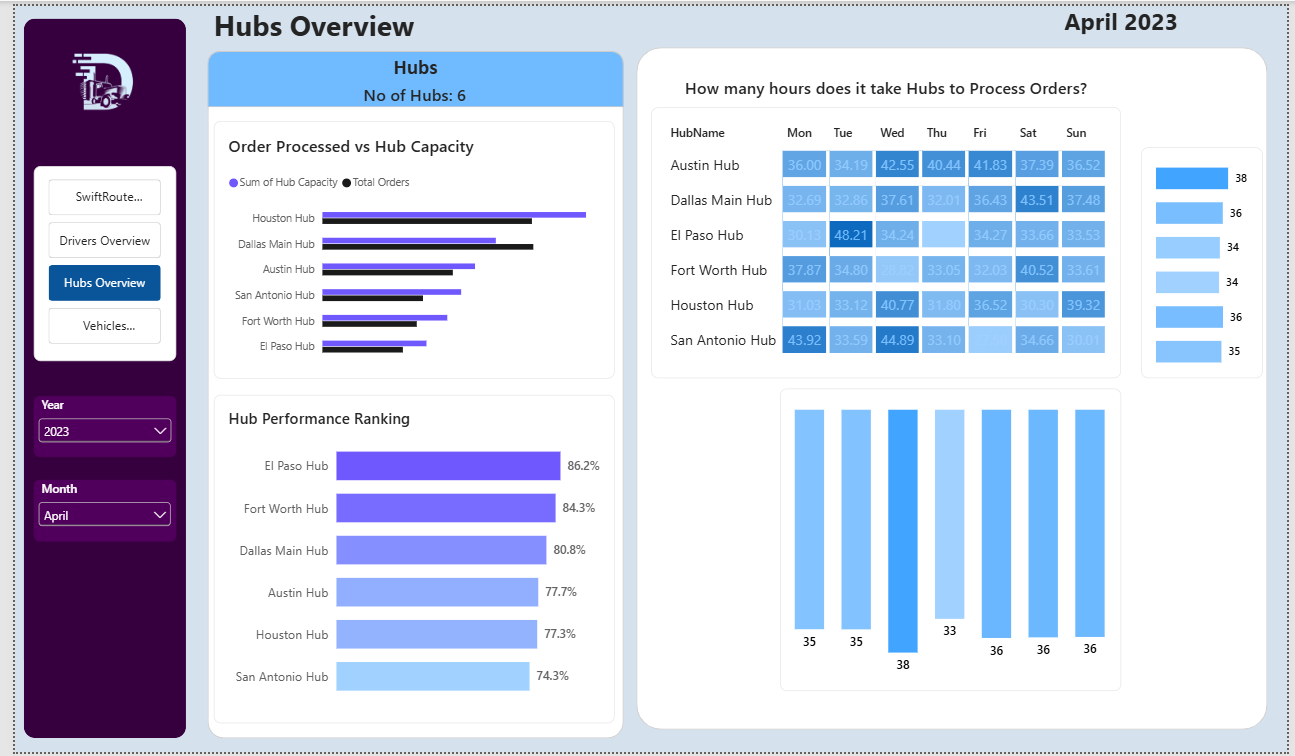 Hubs Overview
April 2023
SwiftRoute...
Drivers Overview
Hubs Overview
Vehicles...
Year
2023
Month
April
Hubs
No of Hubs: 6
Order Processed vs Hub Capacity
Sum of Hub Capacity Total Orders
Houston Hub
Dallas Main Hub
Austin Hub
San Antonio Hub
Fort Worth Hub
El Paso Hub
Hub Performance Ranking
El Paso Hub 86.2%
Fort Worth Hub 84.3%
Dallas Main Hub 80.8%
Austin Hub 77.7%
Houston Hub 77.3%
San Antonio Hub 74.3%
How many hours does it take Hubs to Process Orders?
HubName Mon Tue Wed Thu Fri Sat Sun
Austin Hub 36.00 34.19 42.55 40.44 41.83 37.39 36.52
Dallas Main Hub 32.69 32.86 37.61 32.01 36.43 43.51 37.48
El Paso Hub 30.13 48.21 34.24 34.27 33.66 33.53
Fort Worth Hub 37.87 34.80 33.05 32.03 40.52 33.61
Houston Hub 31.03 33.12 40.77 31.80 36.52 30.30 39.32
San Antonio Hub 43.92 33.59 44.89 33.10 34.66 30.01
38
36
34
34
36
35
35 35 38 33 36 36 36